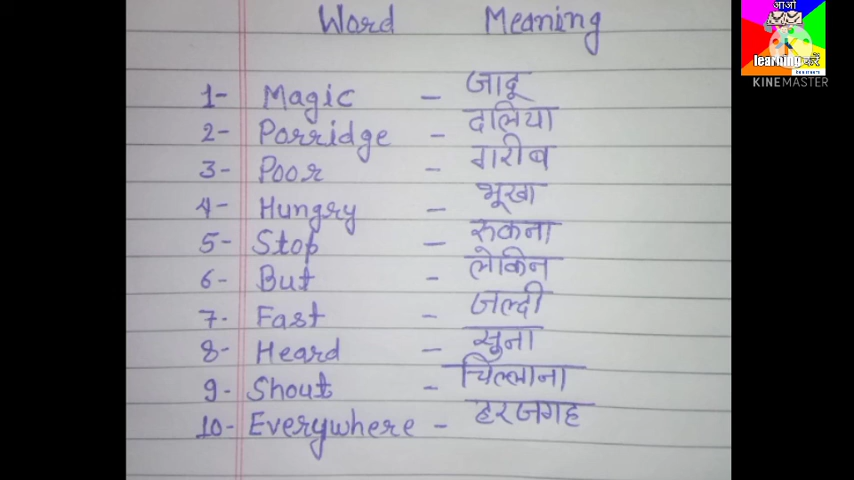 Word Meaning
1- Magic - जादू
2- Porridge - दलिया
3- Poor - गरीब
4- Hungry - भूखा
5- Stop - रुकना
6- But - लेकिन
7- Fast - जल्दी
8- Heard - सुना
9- Shout - चिल्लाना
10- Everywhere - हरजगह
आओ
learning करें
KINEMASTER